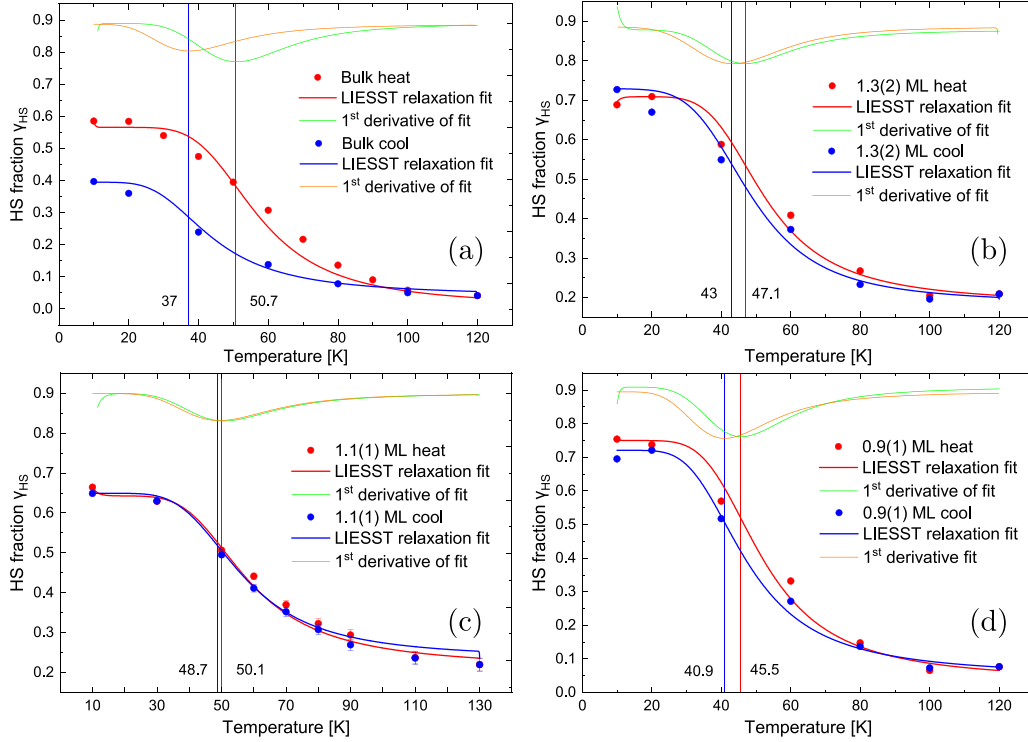 0.9
0.8
0.7
0.6
0.5
0.4
0.3
0.2
0.1
0.0
HS fraction γHS
Bulk heat
LIESST relaxation fit
1st derivative of fit
Bulk cool
LIESST relaxation fit
1st derivative of fit
(a)
37
50.7
0 20 40 60 80 100 120
Temperature [K]
0.9
0.8
0.7
0.6
0.5
0.4
0.3
0.2
HS fraction γHS
1.3(2) ML heat
LIESST relaxation fit
1st derivative of fit
1.3(2) ML cool
LIESST relaxation fit
1st derivative of fit
(b)
43
47.1
0 20 40 60 80 100 120
Temperature [K]
0.9
0.8
0.7
0.6
0.5
0.4
0.3
0.2
HS fraction γHS
1.1(1) ML heat
LIESST relaxation fit
1st derivative of fit
1.1(1) ML cool
LIESST relaxation fit
1st derivative of fit
(c)
48.7
50.1
10 30 50 70 90 110 130
Temperature [K]
0.9
0.8
0.7
0.6
0.5
0.4
0.3
0.2
0.1
0.0
HS fraction γHS
0.9(1) ML heat
LIESST relaxation fit
1st derivative of fit
0.9(1) ML cool
LIESST relaxation fit
1st derivative fit
(d)
40.9
45.5
0 20 40 60 80 100 120
Temperature [K]